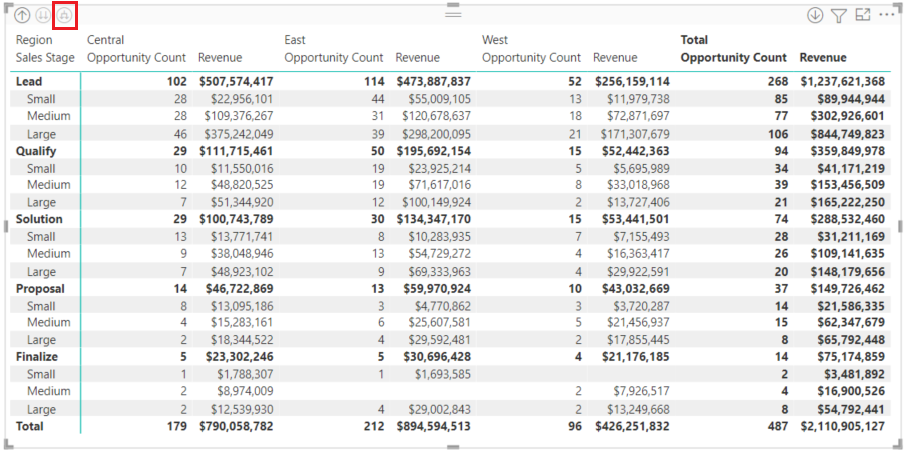 Region Central East West Total
Sales Stage Opportunity Count Revenue Opportunity Count Revenue Opportunity Count Revenue Opportunity Count Revenue
Lead 102 $507,574,417 114 $473,887,837 52 $256,159,114 268 $1,237,621,368
Small 28 $22,956,101 44 $55,009,105 13 $11,979,738 85 $89,944,944
Medium 28 $109,376,267 31 $120,678,637 18 $72,871,697 77 $302,926,601
Large 46 $375,242,049 39 $298,200,095 21 $171,307,679 106 $844,749,823
Qualify 29 $111,715,461 50 $195,692,154 15 $52,442,363 94 $359,849,978
Small 10 $11,550,016 19 $23,925,214 5 $5,695,989 34 $41,171,219
Medium 12 $48,820,525 19 $71,617,016 8 $33,018,968 39 $153,456,509
Large 7 $51,344,920 12 $100,149,924 2 $13,727,406 21 $165,222,250
Solution 29 $100,743,789 30 $134,347,170 15 $53,441,501 74 $288,532,460
Small 13 $13,771,741 8 $10,283,935 7 $7,155,493 28 $31,211,169
Medium 9 $38,048,946 13 $54,729,272 4 $16,363,417 26 $109,141,635
Large 7 $48,923,102 9 $69,333,963 4 $29,922,591 20 $148,179,656
Proposal 14 $46,722,869 13 $59,970,924 10 $43,032,669 37 $149,726,462
Small 8 $13,095,186 3 $4,770,862 3 $3,720,287 14 $21,586,335
Medium 4 $15,283,161 6 $25,607,581 5 $21,456,937 15 $62,347,679
Large 2 $18,344,522 4 $29,592,481 2 $17,855,445 8 $65,792,448
Finalize 5 $23,302,246 5 $30,696,428 4 $21,176,185 14 $75,174,859
Small 1 $1,788,307 1 $1,693,585 2 $3,481,892
Medium 2 $8,974,009 2 $7,926,517 4 $16,900,526
Large 2 $12,539,930 4 $29,002,843 2 $13,249,668 8 $54,792,441
Total 179 $790,058,782 212 $894,594,513 96 $426,251,832 487 $2,110,905,127